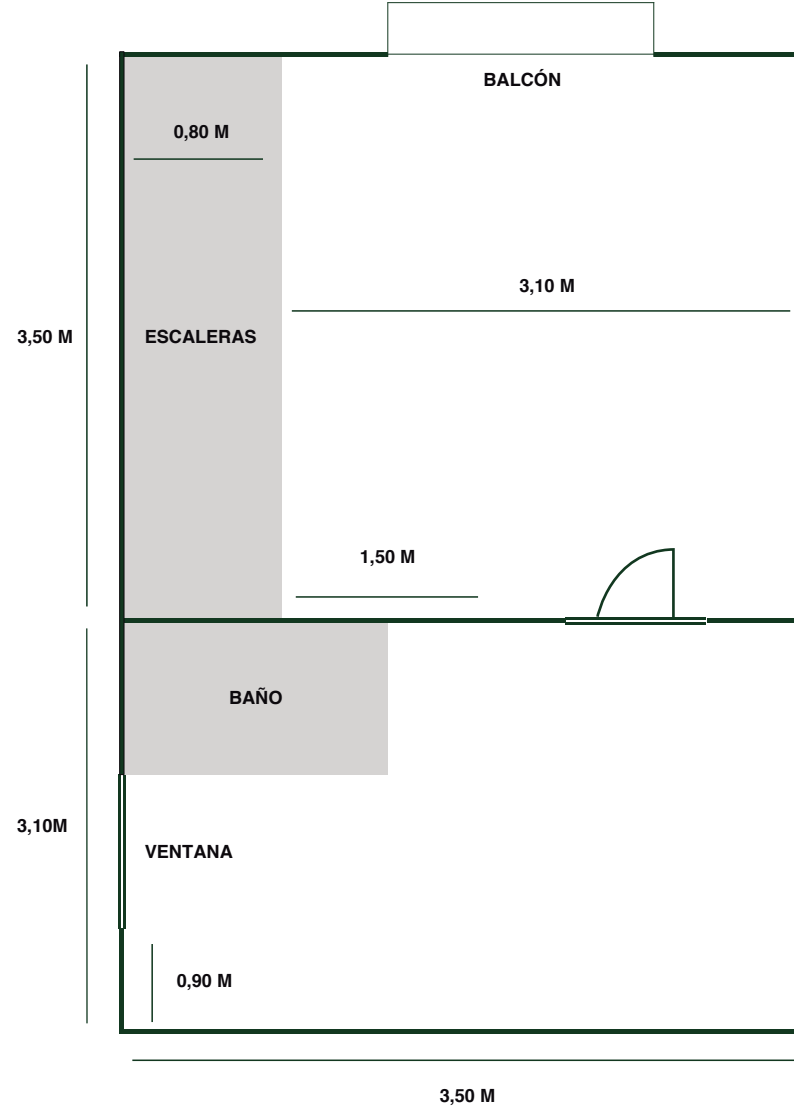 BALCÓN
0,80 M
3,10 M
3,50 M
ESCALERAS
1,50 M
BAÑO
3,10M
VENTANA
0,90 M
3,50 M